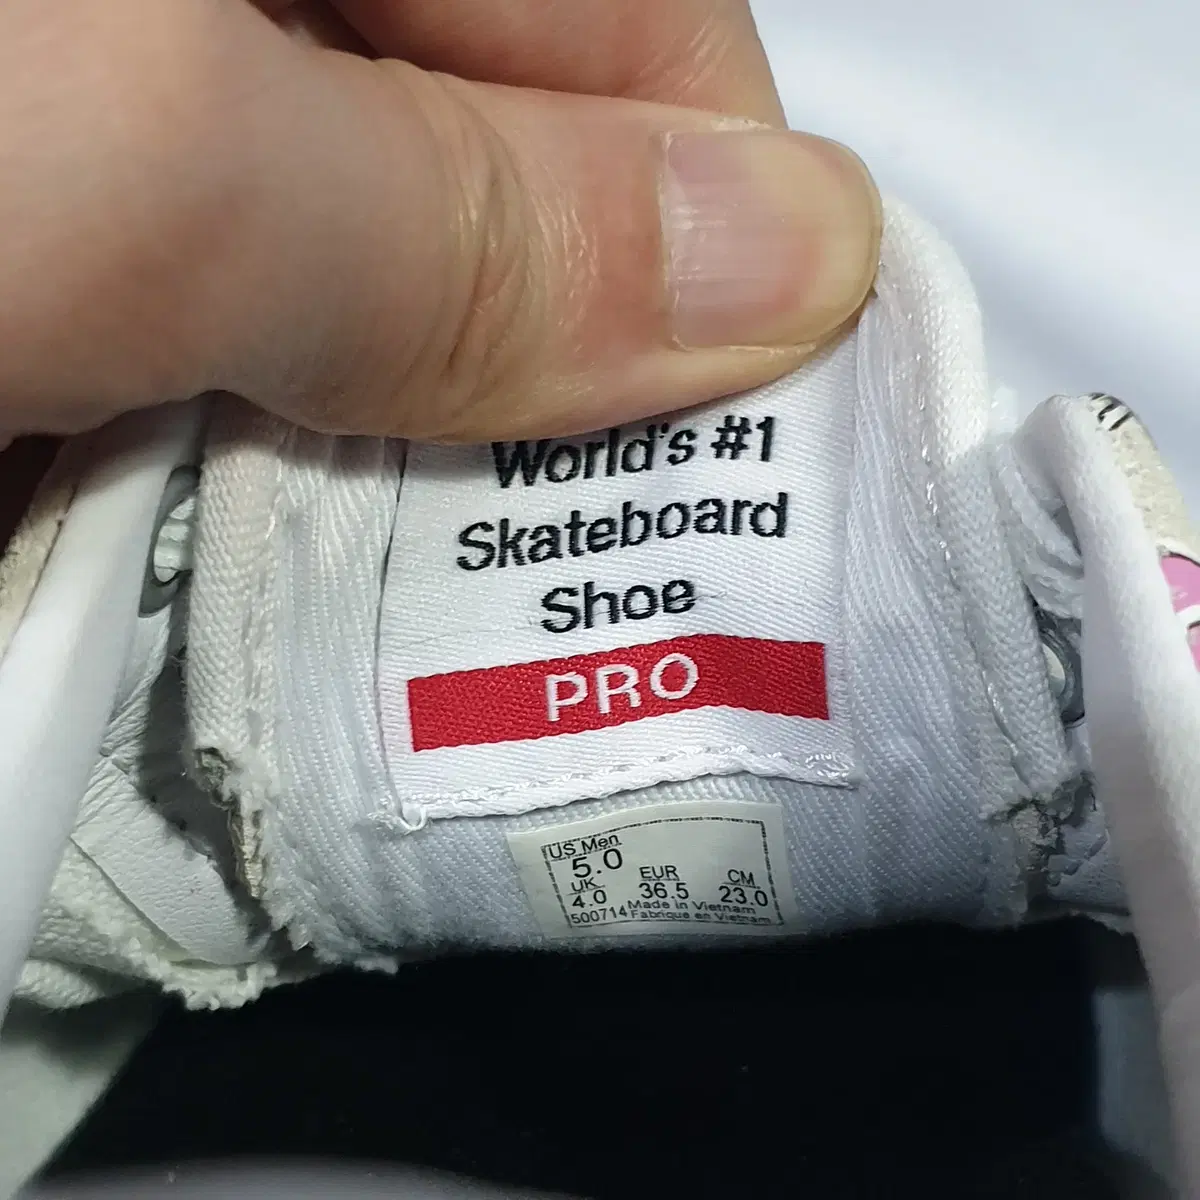 World's #1
Skateboard
Shoe
PRO
US Men
5.0
UK
4.0
EUR
36.5
CM
23.0
500714
Made in Vietnam
Fabrique en Vietnam